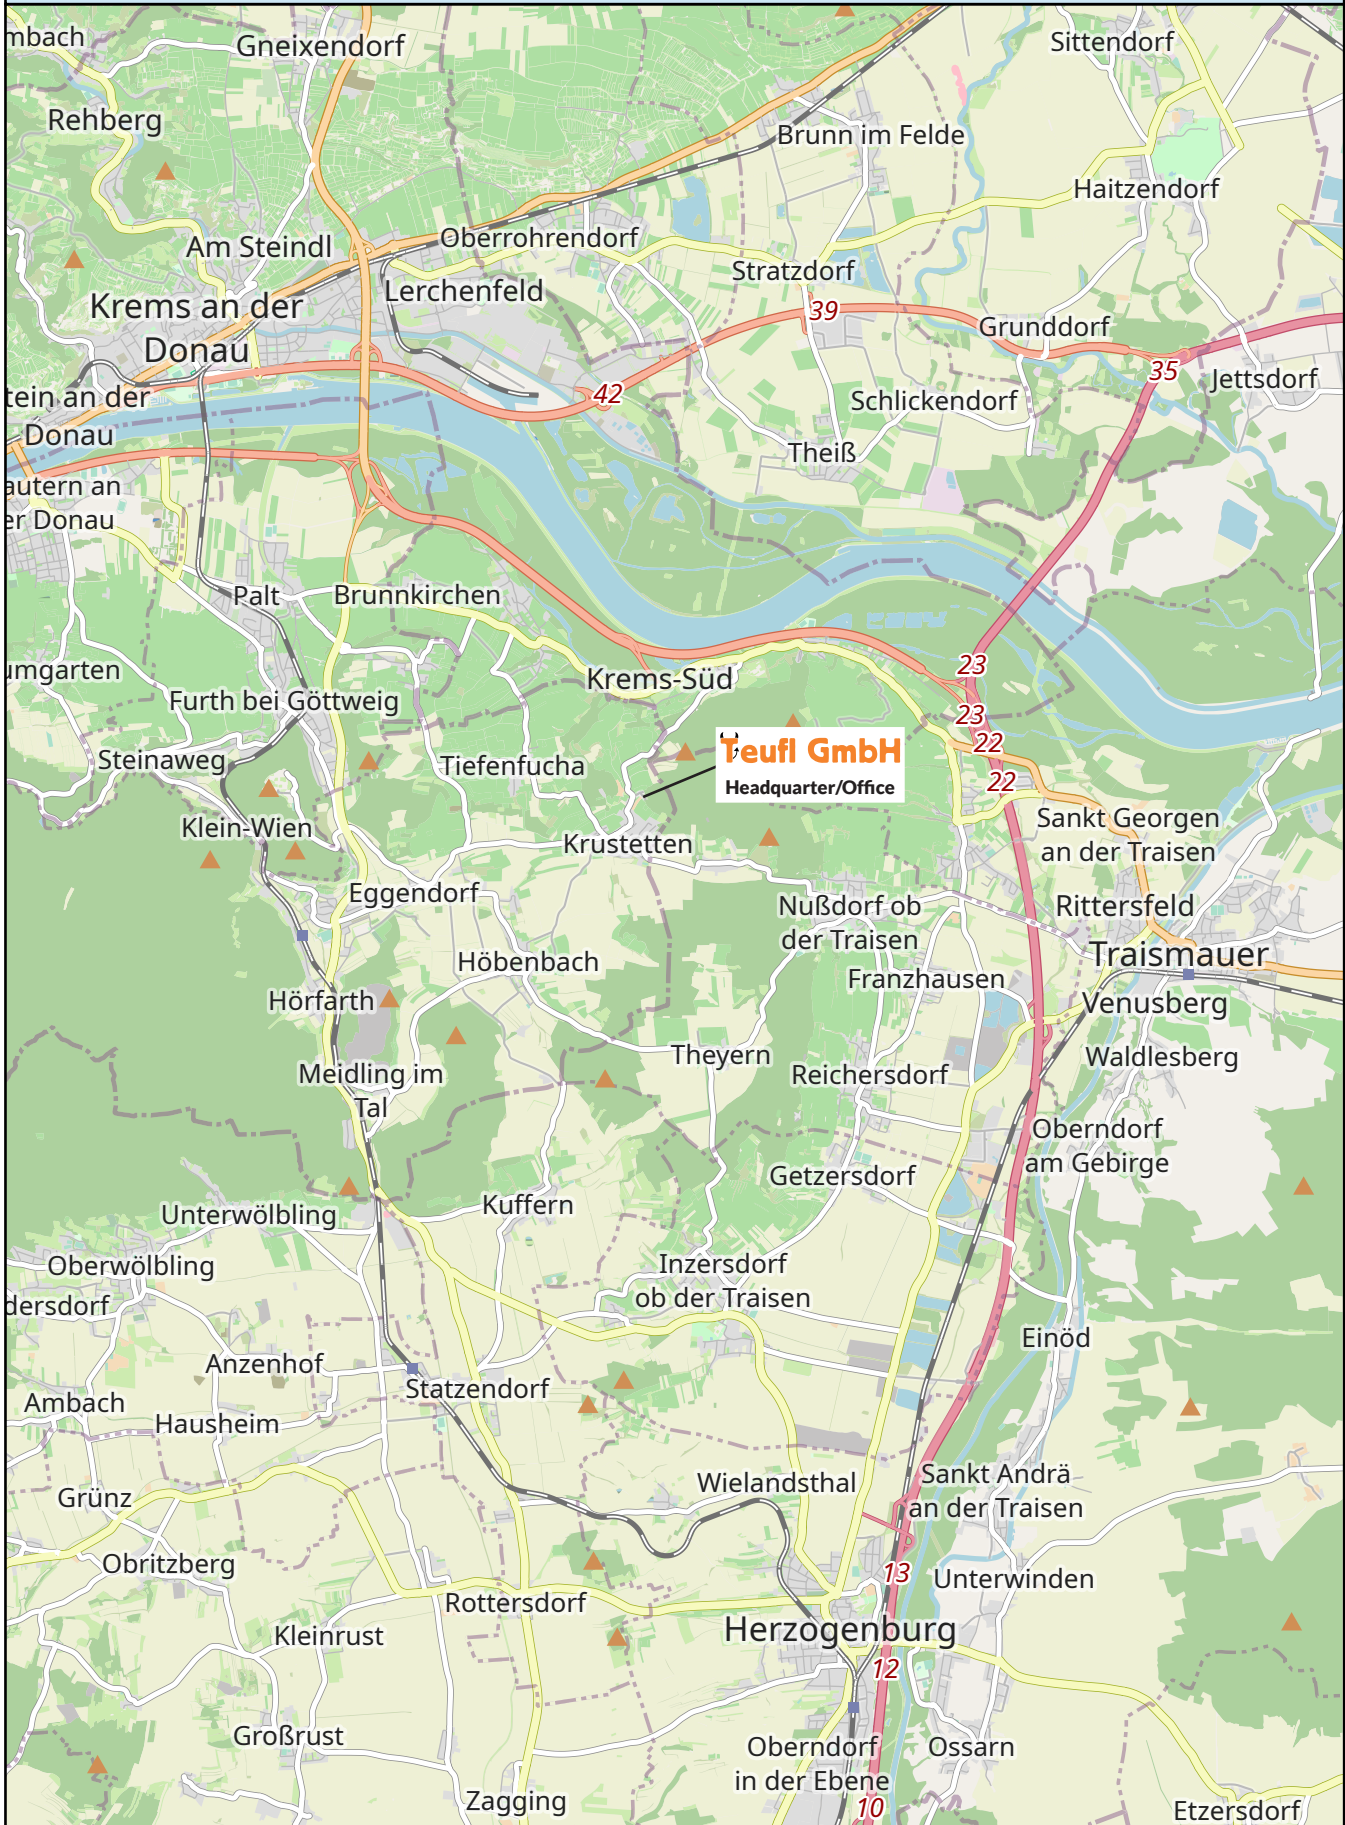 mbach
Gneixendorf
Sittendorf
Rehberg
Brunn im Felde
Haitzendorf
Am Steindl
Oberrohrendorf
Stratzdorf
Krems an der
Donau
Lerchenfeld
39
Grunddorf
35
Jettsdorf
tein an der
Donau
42
Schlickendorf
Theiß
autern an
er Donau
Palt
Brunnkirchen
umgarten
Krems-Süd
23
Furth bei Göttweig
23
22
Steinaweg
Tiefenfucha
Teufl GmbH
Headquarter/Office
22
Klein-Wien
Krustetten
Sankt Georgen
an der Traisen
Eggendorf
Nußdorf ob
der Traisen
Rittersfeld
Höbenbach
Franzhausen
Traismauer
Hörfarth
Venusberg
Theyern
Waldlesberg
Meidling im
Tal
Reichersdorf
Oberndorf
am Gebirge
Getzersdorf
Kuffern
Unterwölbling
Oberwölbling
Inzersdorf
ob der Traisen
dersdorf
Einöd
Anzenhof
Statzendorf
Ambach
Hausheim
Wielandsthal
Sankt Andrä
an der Traisen
Grünz
Obritzberg
13
Unterwinden
Rottersdorf
Herzogenburg
Kleinrust
12
Großrust
Oberndorf
in der Ebene
Ossarn
Zagging
10
Etzersdorf